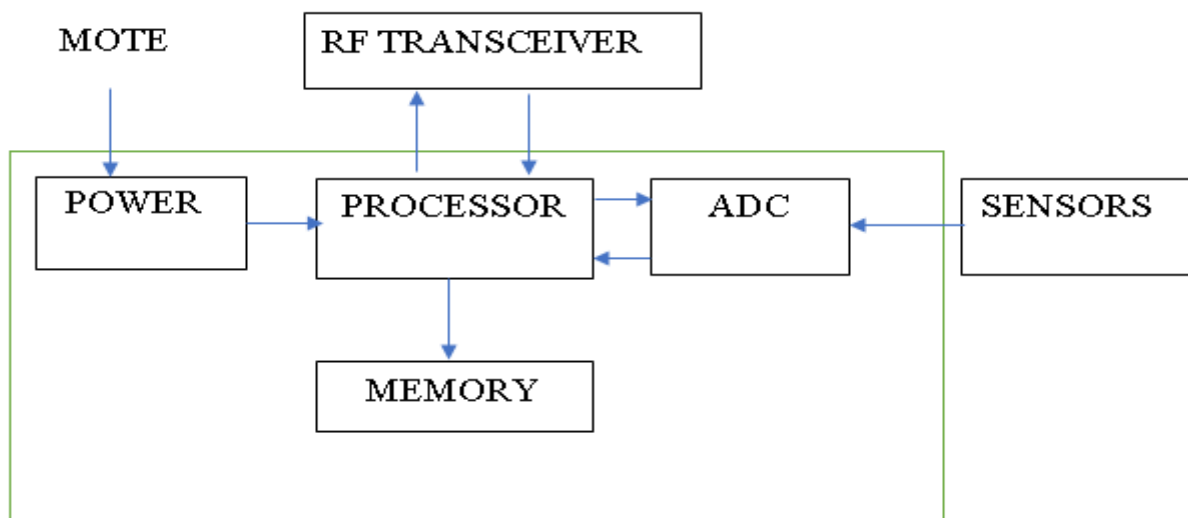 MOTE
RF TRANSCEIVER
POWER
PROCESSOR
ADC
SENSORS
MEMORY